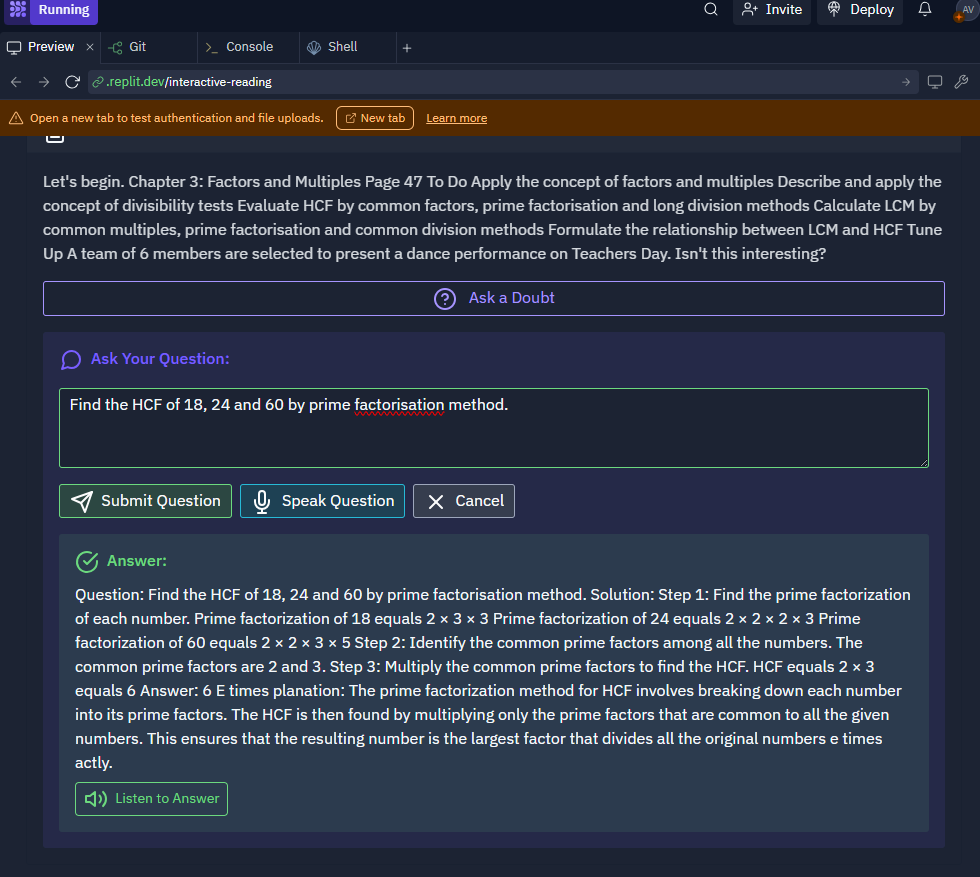 Running
Invite
Deploy
AV
Preview
Git
Console
Shell
.replit.dev/interactive-reading
Open a new tab to test authentication and file uploads.
New tab
Learn more
Let's begin. Chapter 3: Factors and Multiples Page 47 To Do Apply the concept of factors and multiples Describe and apply the
concept of divisibility tests Evaluate HCF by common factors, prime factorisation and long division methods Calculate LCM by
common multiples, prime factorisation and common division methods Formulate the relationship between LCM and HCF Tune
Up A team of 6 members are selected to present a dance performance on Teachers Day. Isn't this interesting?
Ask a Doubt
Ask Your Question:
Find the HCF of 18, 24 and 60 by prime factorisation method.
Submit Question
Speak Question
Cancel
Answer:
Question: Find the HCF of 18, 24 and 60 by prime factorisation method. Solution: Step 1: Find the prime factorization
of each number. Prime factorization of 18 equals 2 × 3 × 3 Prime factorization of 24 equals 2 × 2 × 2 × 3 Prime
factorization of 60 equals 2 × 2 × 3 × 5 Step 2: Identify the common prime factors among all the numbers. The
common prime factors are 2 and 3. Step 3: Multiply the common prime factors to find the HCF. HCF equals 2 × 3
equals 6 Answer: 6 E times planation: The prime factorization method for HCF involves breaking down each number
into its prime factors. The HCF is then found by multiplying only the prime factors that are common to all the given
numbers. This ensures that the resulting number is the largest factor that divides all the original numbers e times
actly.
Listen to Answer